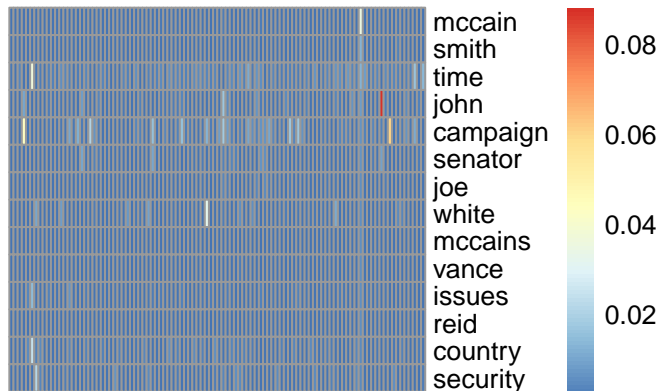 mccain
smith
time
john
campaign
senator
joe
white
mccains
vance
issues
reid
country
security
0.08
0.06
0.04
0.02